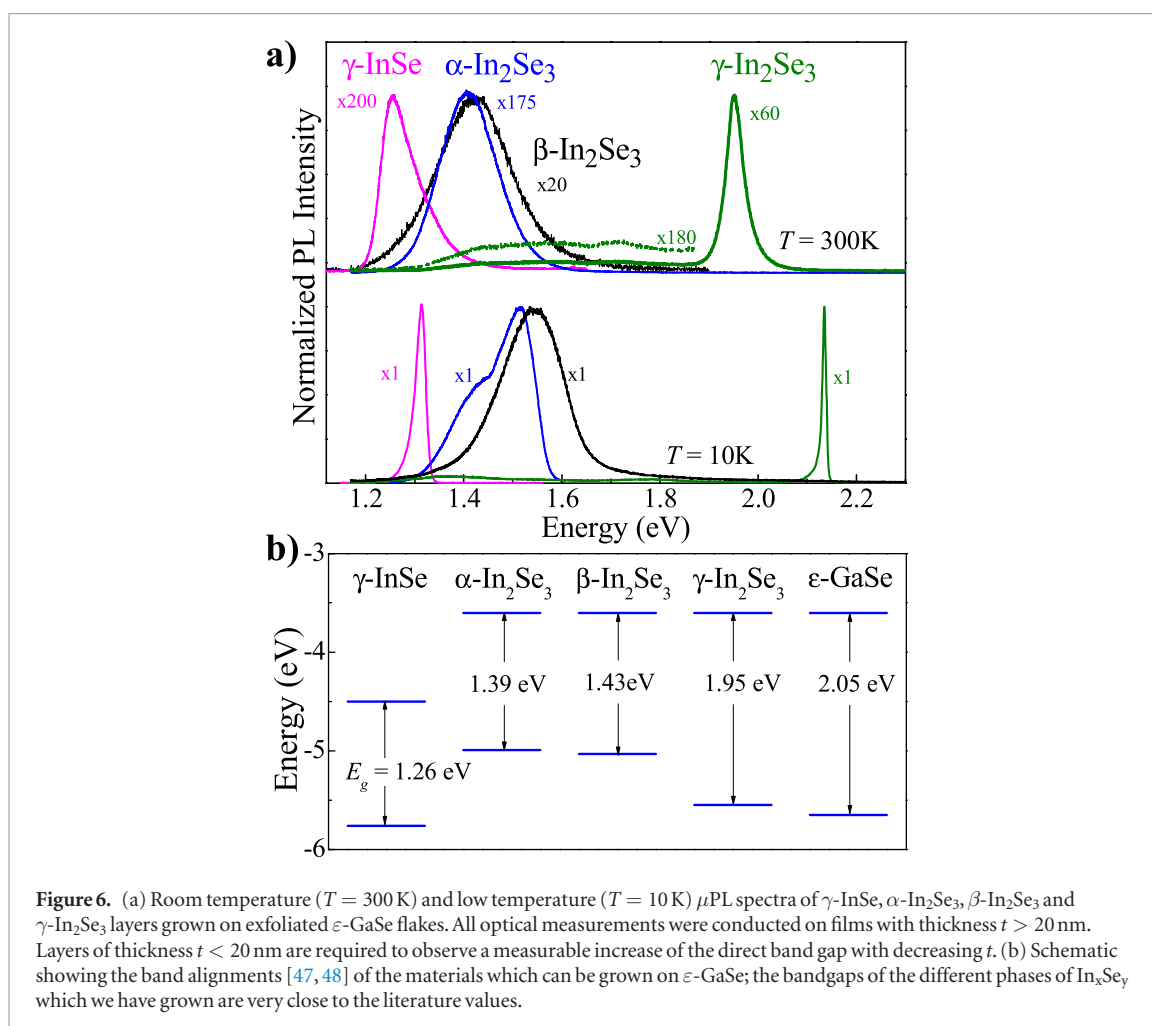 a)
γ-InSe α-In₂Se₃ γ-In₂Se₃
x200 x175 x60
β-In₂Se₃
x20
x180
T = 300K
Normalized PL Intensity
x1 x1 x1 x1
T = 10K
1.2 1.4 1.6 1.8 2.0 2.2
Energy (eV)
b)
-3
γ-InSe α-In₂Se₃ β-In₂Se₃ γ-In₂Se₃ ε-GaSe
-4
1.39 eV 1.43eV 1.95 eV 2.05 eV
Energy (eV)
-5
E_g = 1.26 eV
-6
Figure 6. (a) Room temperature (T = 300 K) and low temperature (T = 10 K) μPL spectra of γ-InSe, α-In₂Se₃, β-In₂Se₃ and
γ-In₂Se₃ layers grown on exfoliated ε-GaSe flakes. All optical measurements were conducted on films with thickness t > 20 nm.
Layers of thickness t < 20 nm are required to observe a measurable increase of the direct band gap with decreasing t. (b) Schematic
showing the band alignments [47, 48] of the materials which can be grown on ε-GaSe; the bandgaps of the different phases of InₓSeᵧ
which we have grown are very close to the literature values.